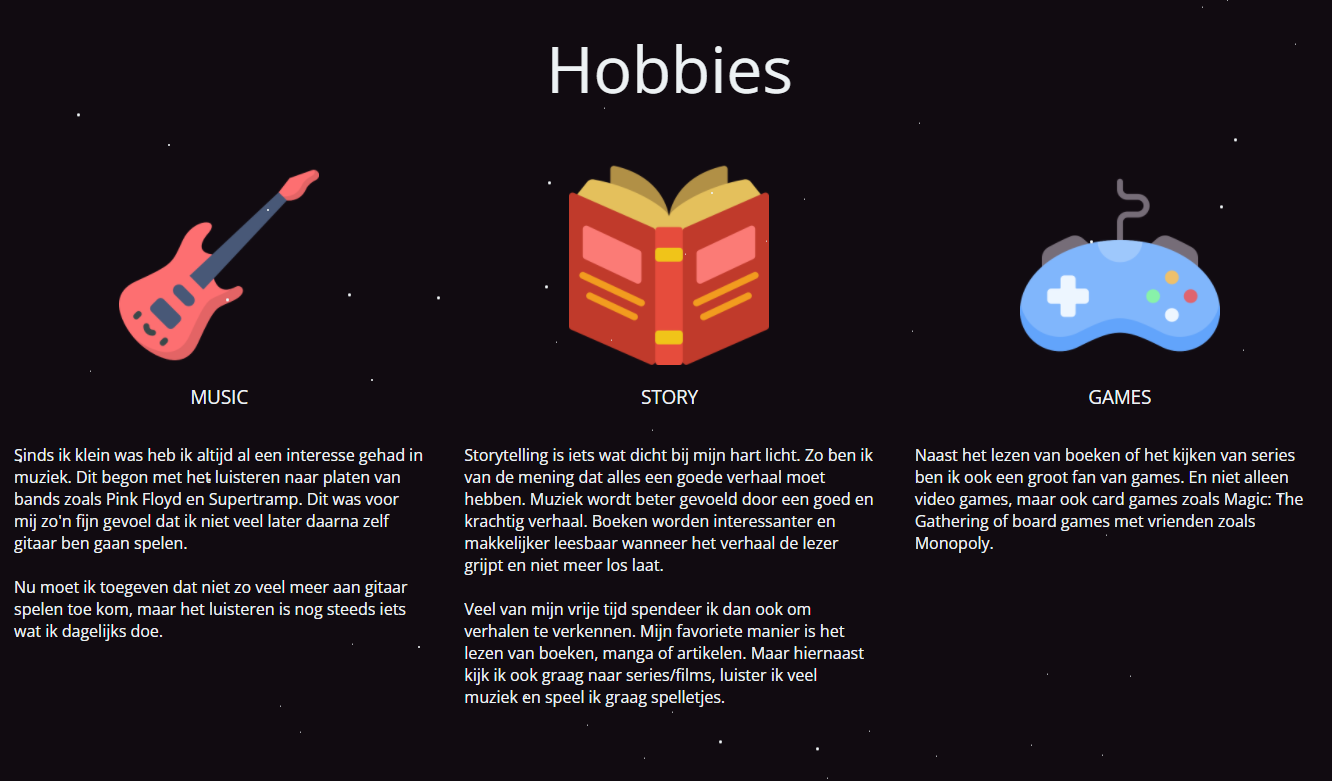 Hobbies
MUSIC
Sinds ik klein was heb ik altijd al een interesse gehad in
muziek. Dit begon met het luisteren naar platen van
bands zoals Pink Floyd en Supertramp. Dit was voor
mij zo'n fijn gevoel dat ik niet veel later daarna zelf
gitaar ben gaan spelen.
Nu moet ik toegeven dat niet zo veel meer aan gitaar
spelen toe kom, maar het luisteren is nog steeds iets
wat ik dagelijks doe.
STORY
Storytelling is iets wat dicht bij mijn hart licht. Zo ben ik
van de mening dat alles een goede verhaal moet
hebben. Muziek wordt beter gevoeld door een goed en
krachtig verhaal. Boeken worden interessanter en
makkelijker leesbaar wanneer het verhaal de lezer
grijpt en niet meer los laat.
Veel van mijn vrije tijd spendeer ik dan ook om
verhalen te verkennen. Mijn favoriete manier is het
lezen van boeken, manga of artikelen. Maar hiernaast
kijk ik ook graag naar series/films, luister ik veel
muziek en speel ik graag spelletjes.
GAMES
Naast het lezen van boeken of het kijken van series
ben ik ook een groot fan van games. En niet alleen
video games, maar ook card games zoals Magic: The
Gathering of board games met vrienden zoals
Monopoly.